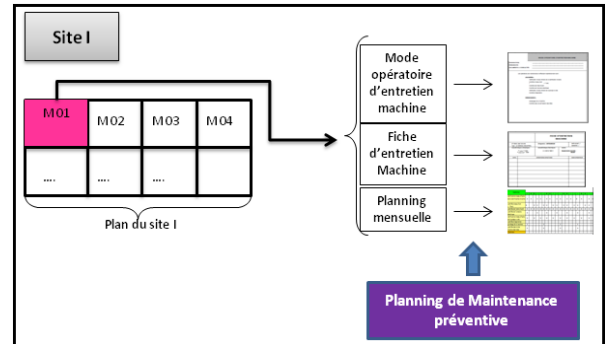 Site I
M01
M02
M03
M04
....
....
....
Plan du site I
Mode
opératoire
d'entretien
machine
Fiche
d'entretien
Machine
Planning
mensuelle
Planning de Maintenance
préventive